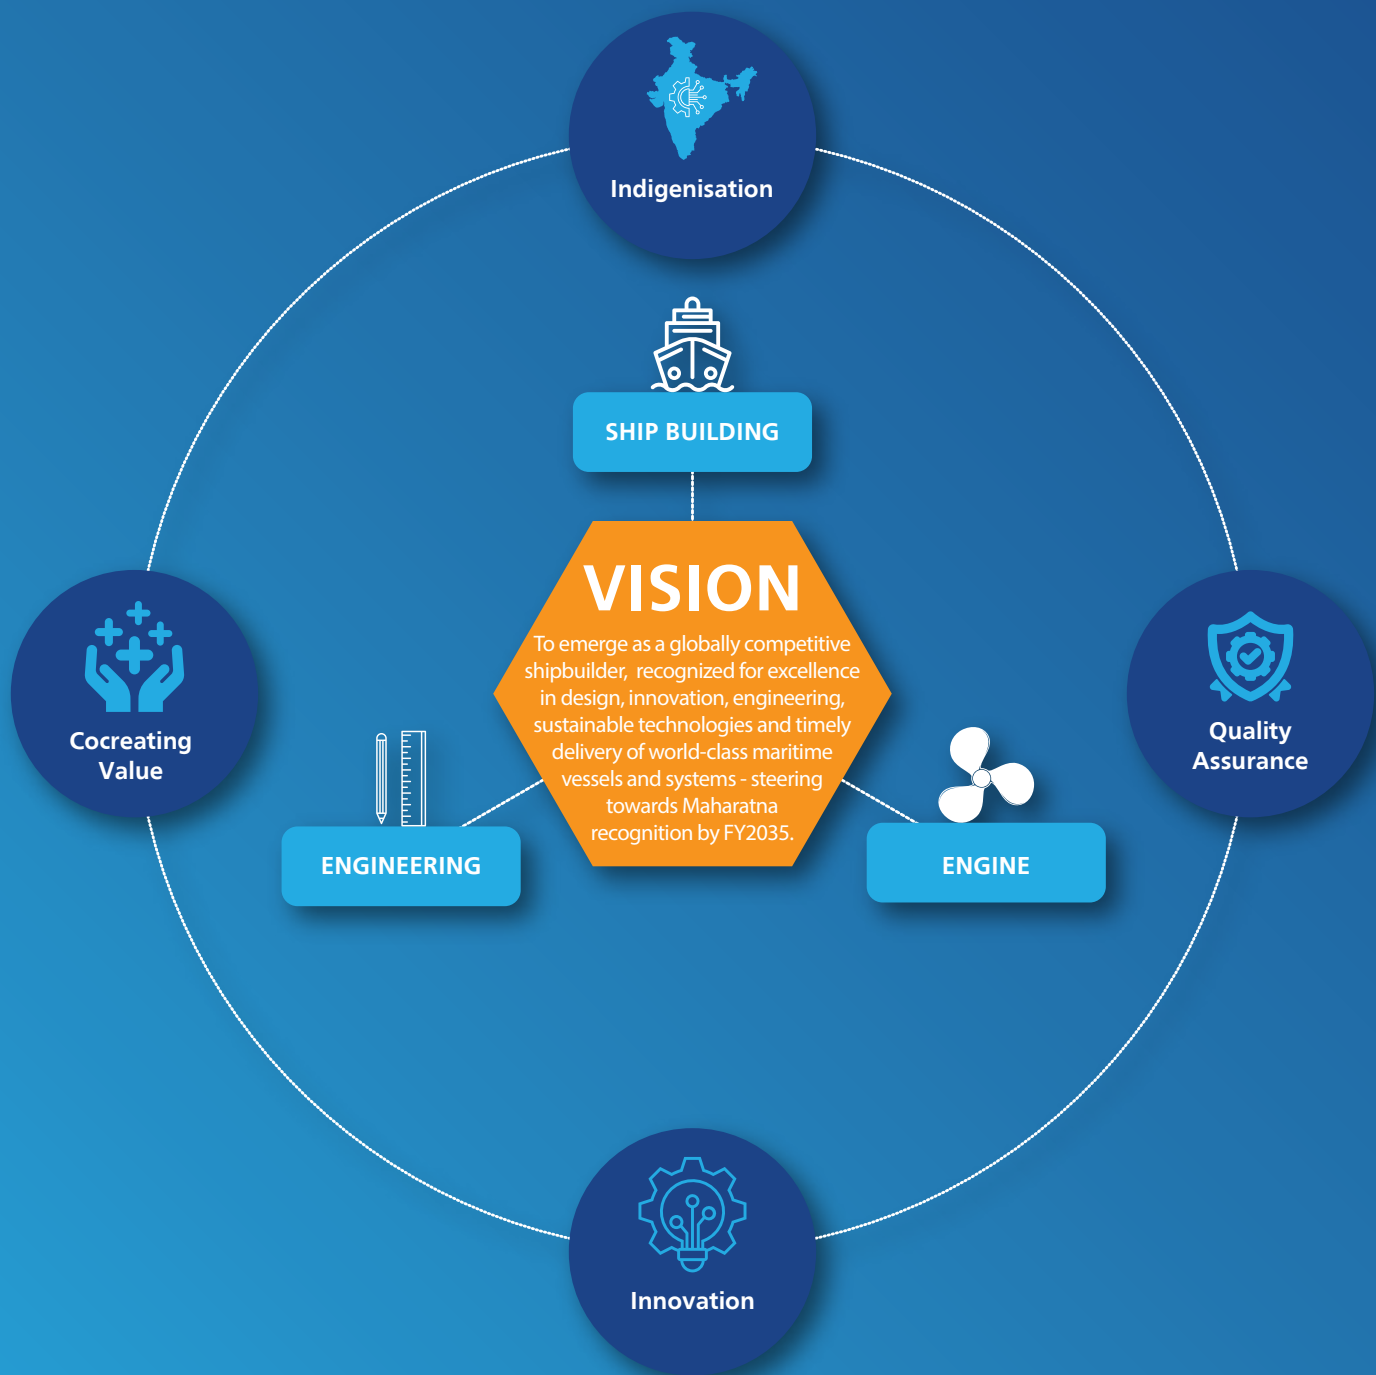 Indigenisation
SHIP BUILDING
VISION
To emerge as a globally competitive
shipbuilder, recognized for excellence
in design, innovation, engineering,
sustainable technologies and timely
delivery of world-class maritime
vessels and systems - steering
towards Maharatna
recognition by FY2035.
Cocreating
Value
Quality
Assurance
ENGINEERING
ENGINE
Innovation